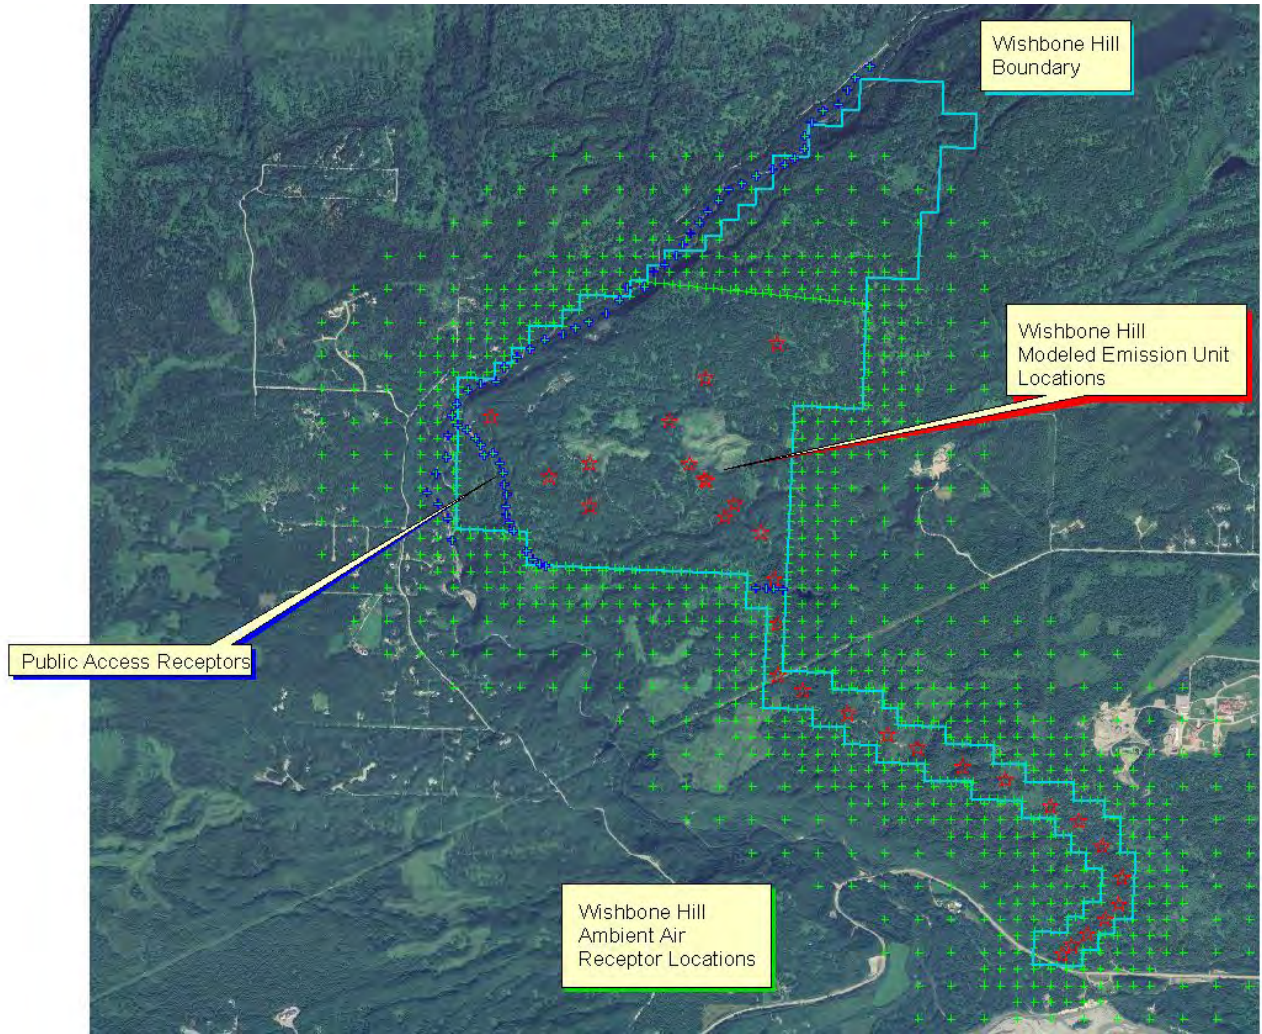 Wishbone Hill
Boundary
Wishbone Hill
Modeled Emission Unit
Locations
Public Access Receptors
Wishbone Hill
Ambient Air
Receptor Locations